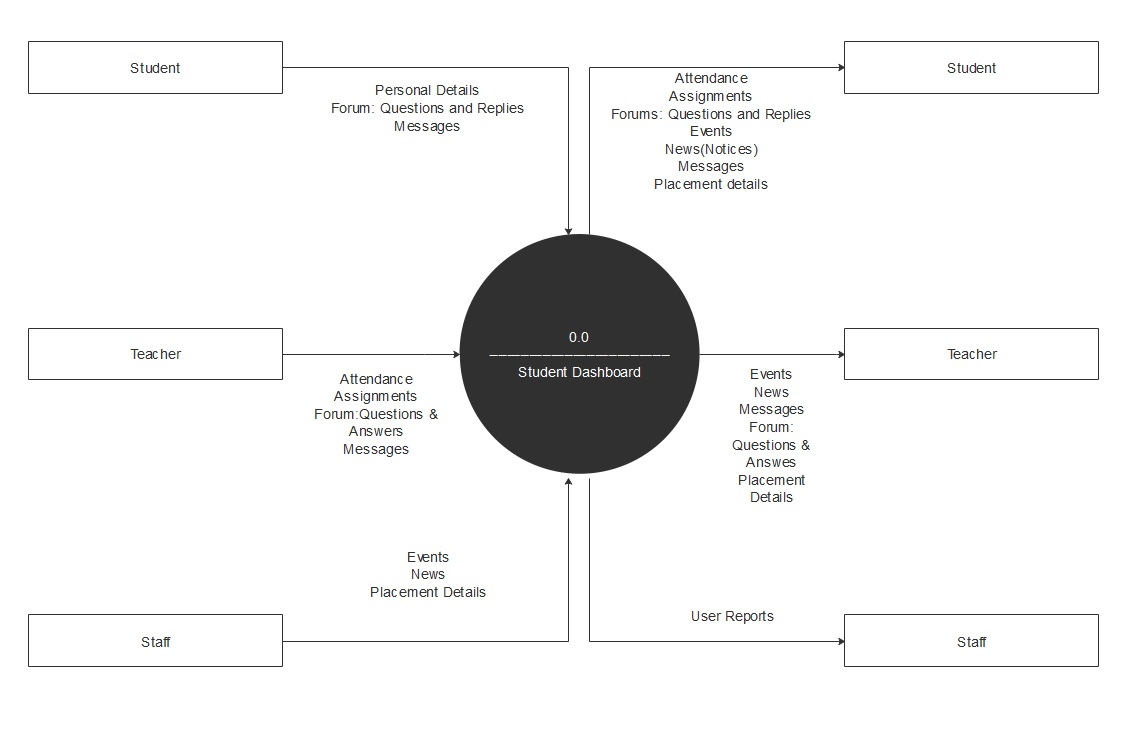 Student
Personal Details
Forum: Questions and Replies
Messages
Attendance
Assignments
Forums: Questions and Replies
Events
News(Notices)
Messages
Placement details
Student
Teacher
Attendance
Assignments
Forum:Questions &
Answers
Messages
0.0
Student Dashboard
Events
News
Messages
Forum:
Questions &
Answes
Placement
Details
Teacher
Events
News
Placement Details
Staff
User Reports
Staff